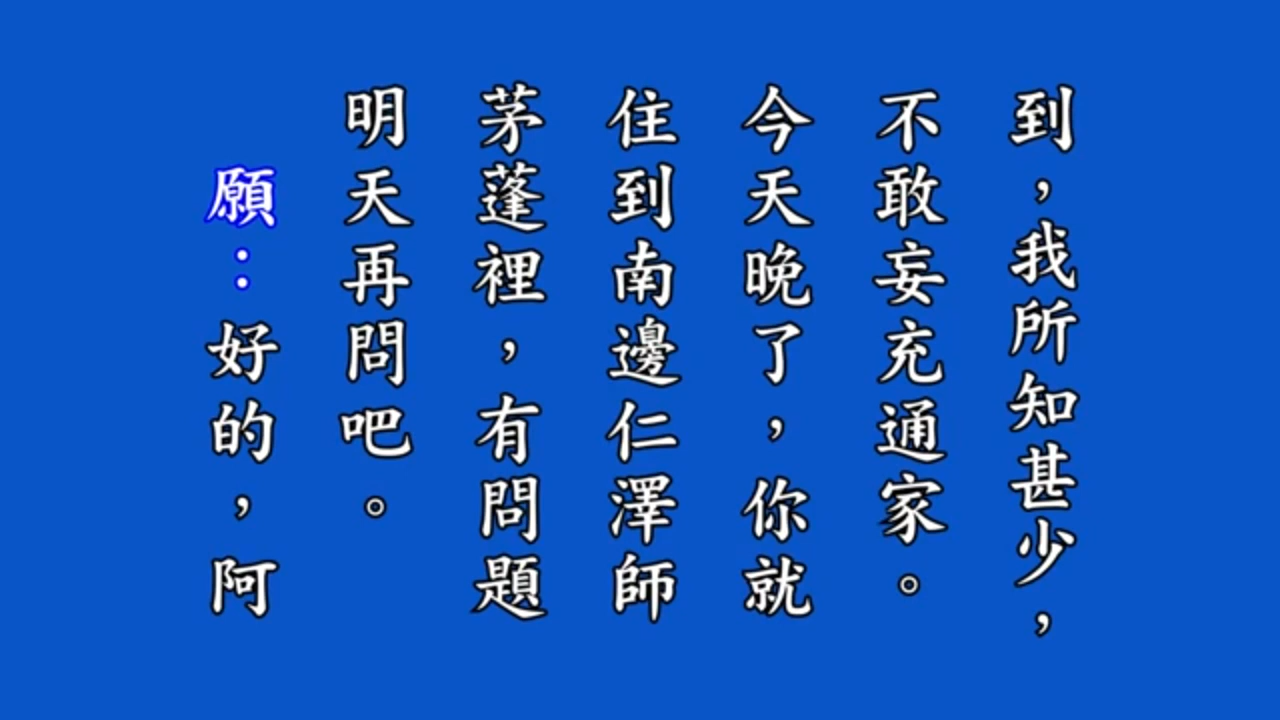 到，我所知甚少，
不敢妄充通家。
今天晚了，你就
住到南邊仁澤師
茅蓬裡，有問題
明天再問吧。
願：好的，阿